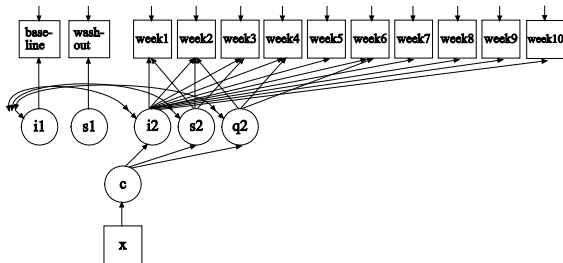 base-
line
wash-
out
week1
week2
week3
week4
week5
week6
week7
week8
week9
week10
i1
s1
i2
s2
q2
c
x